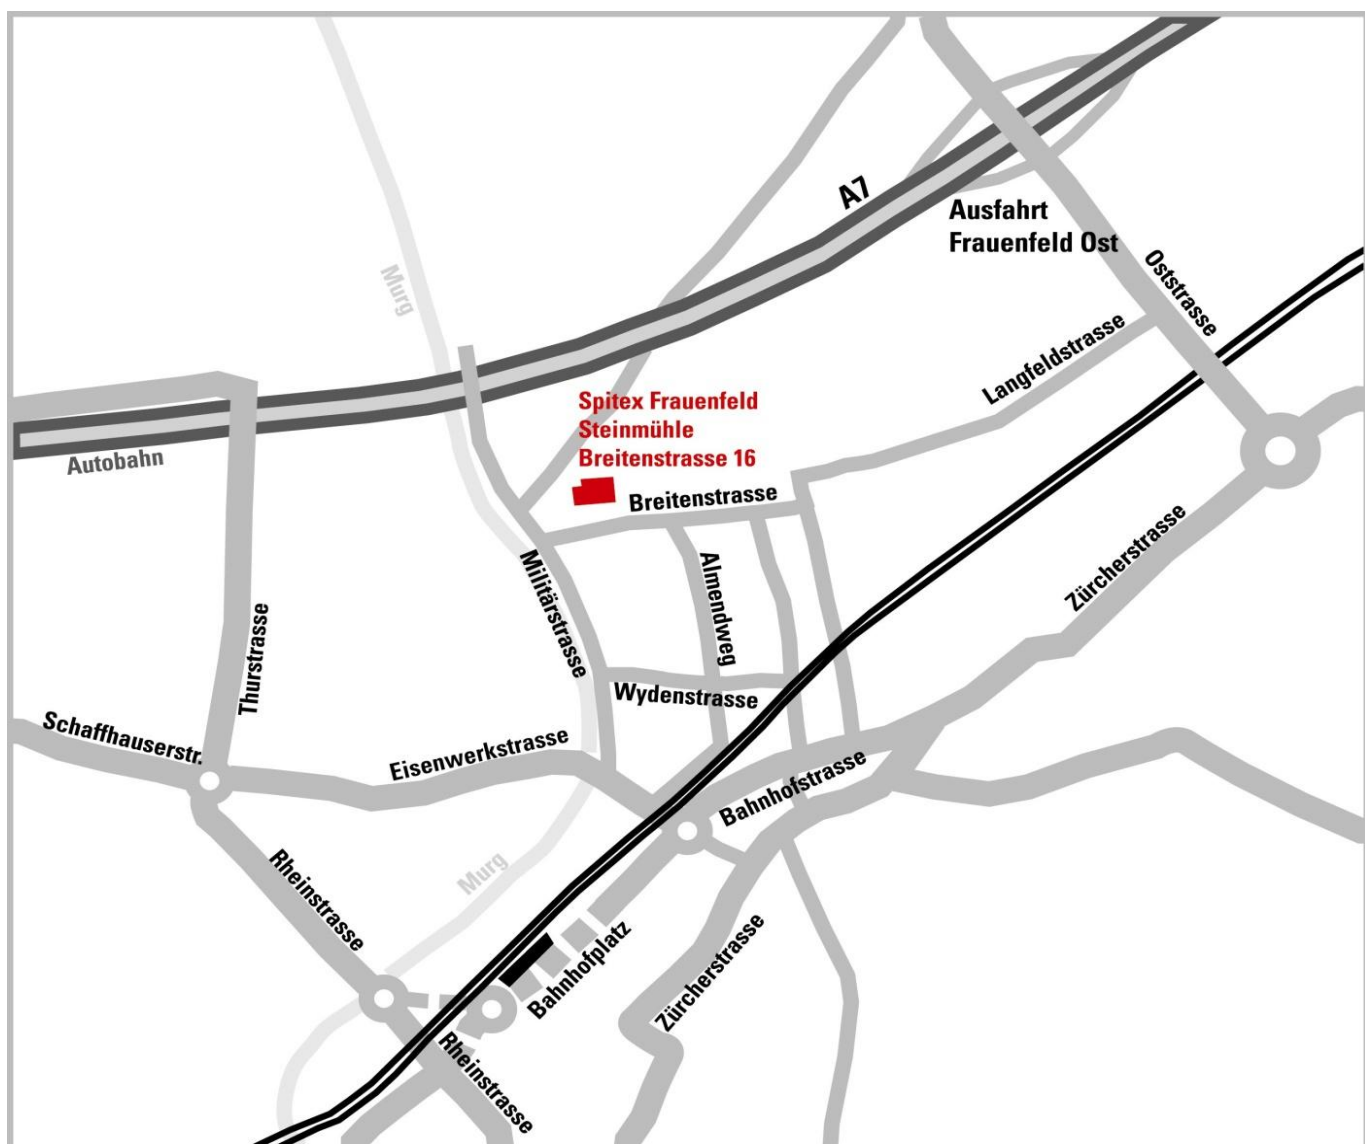 A7
Ausfahrt
Frauenfeld Ost
Oststrasse
Murg
Langfeldstrasse
Spitex Frauenfeld
Steinmühle
Breitenstrasse 16
Autobahn
Breitenstrasse
Zürcherstrasse
Militärstrasse
Almendweg
Thurstrasse
Wydenstrasse
Schaffhauserstr.
Eisenwerkstrasse
Bahnhofstrasse
Rheinstrasse
Murg
Bahnhofplatz
Zürcherstrasse
Rheinstrasse